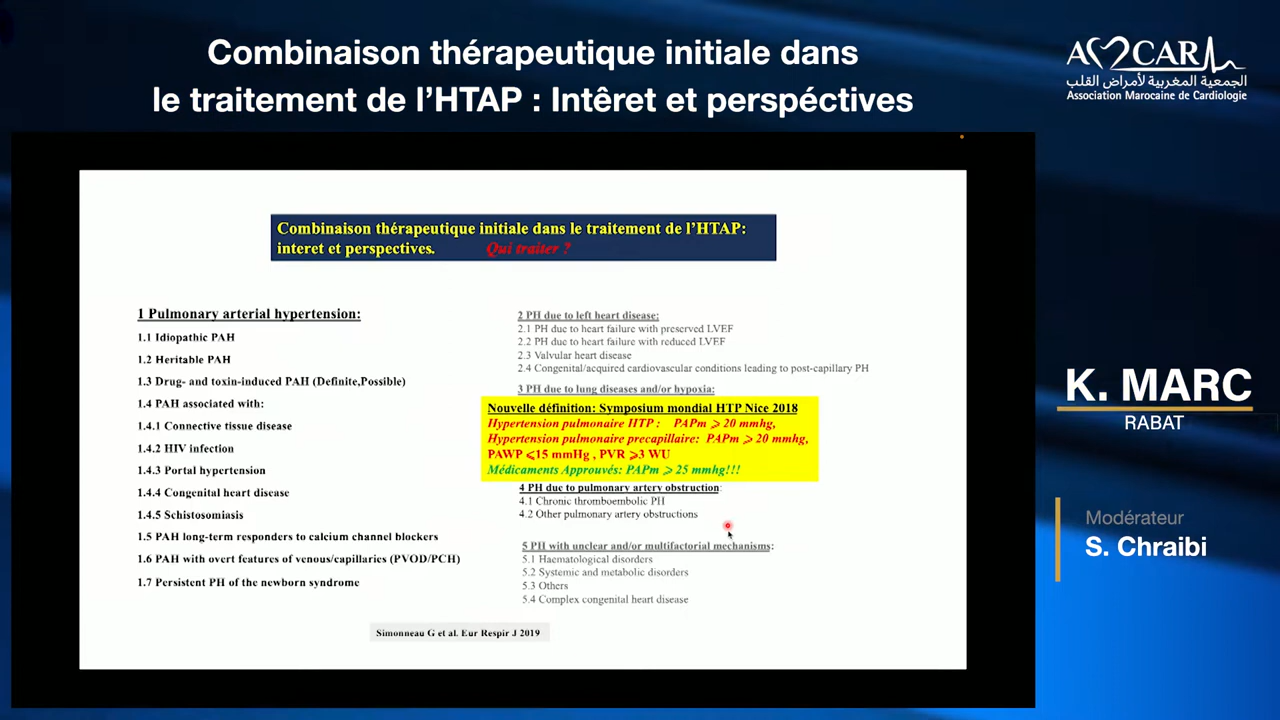 Combinaison thérapeutique initiale dans
le traitement de l'HTAP : Intêret et perspéctives
AM2CAR
الجمعية المغربية لأمراض القلب
Association Marocaine de Cardiologie
Combinaison thérapeutique initiale dans le traitement de l'HTAP:
interet et perspectives. Qui traiter ?
1 Pulmonary arterial hypertension:
1.1 Idiopathic PAH
1.2 Heritable PAH
1.3 Drug- and toxin-induced PAH (Definite,Possible)
1.4 PAH associated with:
1.4.1 Connective tissue disease
1.4.2 HIV infection
1.4.3 Portal hypertension
1.4.4 Congenital heart disease
1.4.5 Schistosomiasis
1.5 PAH long-term responders to calcium channel blockers
1.6 PAH with overt features of venous/capillaries (PVOD/PCH)
1.7 Persistent PH of the newborn syndrome
2 PH due to left heart disease:
2.1 PH due to heart failure with preserved LVEF
2.2 PH due to heart failure with reduced LVEF
2.3 Valvular heart disease
2.4 Congenital/acquired cardiovascular conditions leading to post-capillary PH
3 PH due to lung diseases and/or hypoxia:
Nouvelle définition: Symposium mondial HTP Nice 2018
Hypertension pulmonaire HTP : PAPm ⩾ 20 mmhg,
Hypertension pulmonaire precapillaire: PAPm ⩾ 20 mmhg,
PAWP ⩽15 mmHg , PVR ⩾3 WU
Médicaments Approuvés: PAPm ⩾ 25 mmhg!!!
4 PH due to pulmonary artery obstruction:
4.1 Chronic thromboembolic PH
4.2 Other pulmonary artery obstructions
5 PH with unclear and/or multifactorial mechanisms:
5.1 Haematological disorders
5.2 Systemic and metabolic disorders
5.3 Others
5.4 Complex congenital heart disease
Simonneau G et al. Eur Respir J 2019
K. MARC
RABAT
Modérateur
S. Chraibi